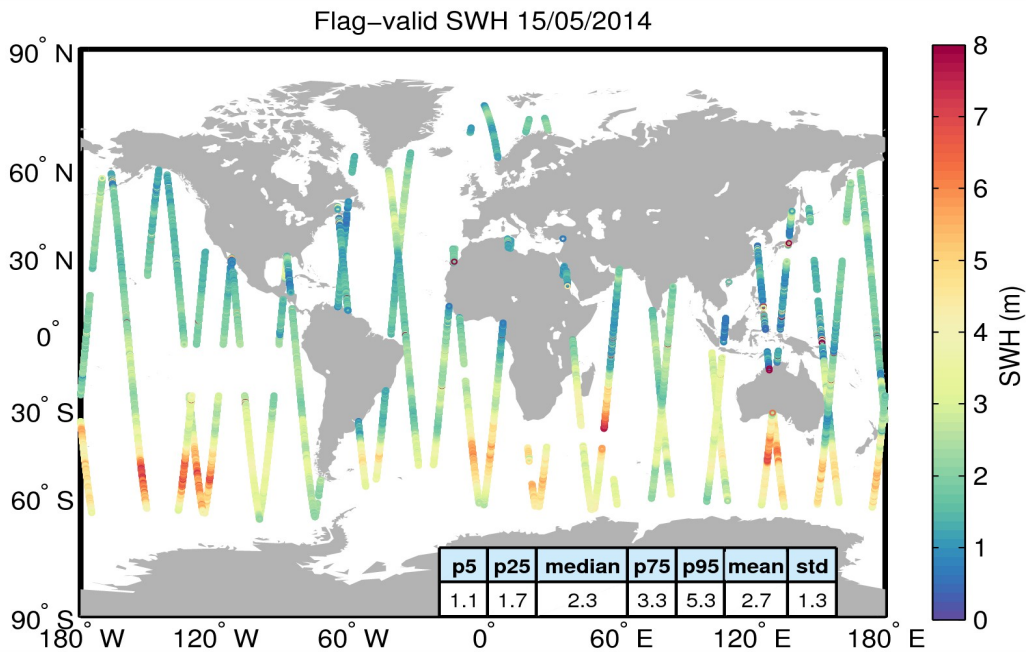 Flag−valid SWH 15/05/2014
90° N
60° N
30° N
0°
30° S
60° S
90° S
180° W
120° W
60° W
0°
60° E
120° E
180° E
p5 p25 median p75 p95 mean std
1.1 1.7 2.3 3.3 5.3 2.7 1.3
8
7
6
5
4
3
2
1
0
SWH (m)